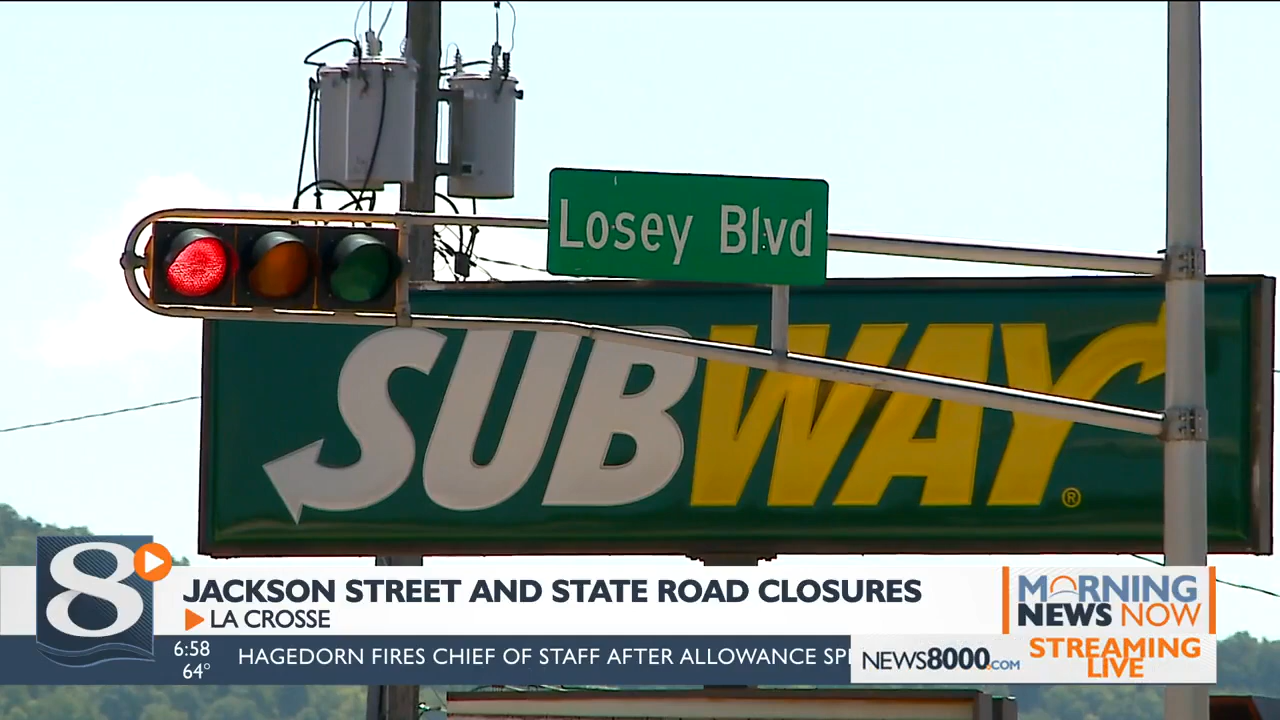 Losey Blvd
SUBWAY
®
8
JACKSON STREET AND STATE ROAD CLOSURES
LA CROSSE
MORNING
NEWS NOW
STREAMING
LIVE
6:58
64°
HAGEDORN FIRES CHIEF OF STAFF AFTER ALLOWANCE
NEWS8000.COM